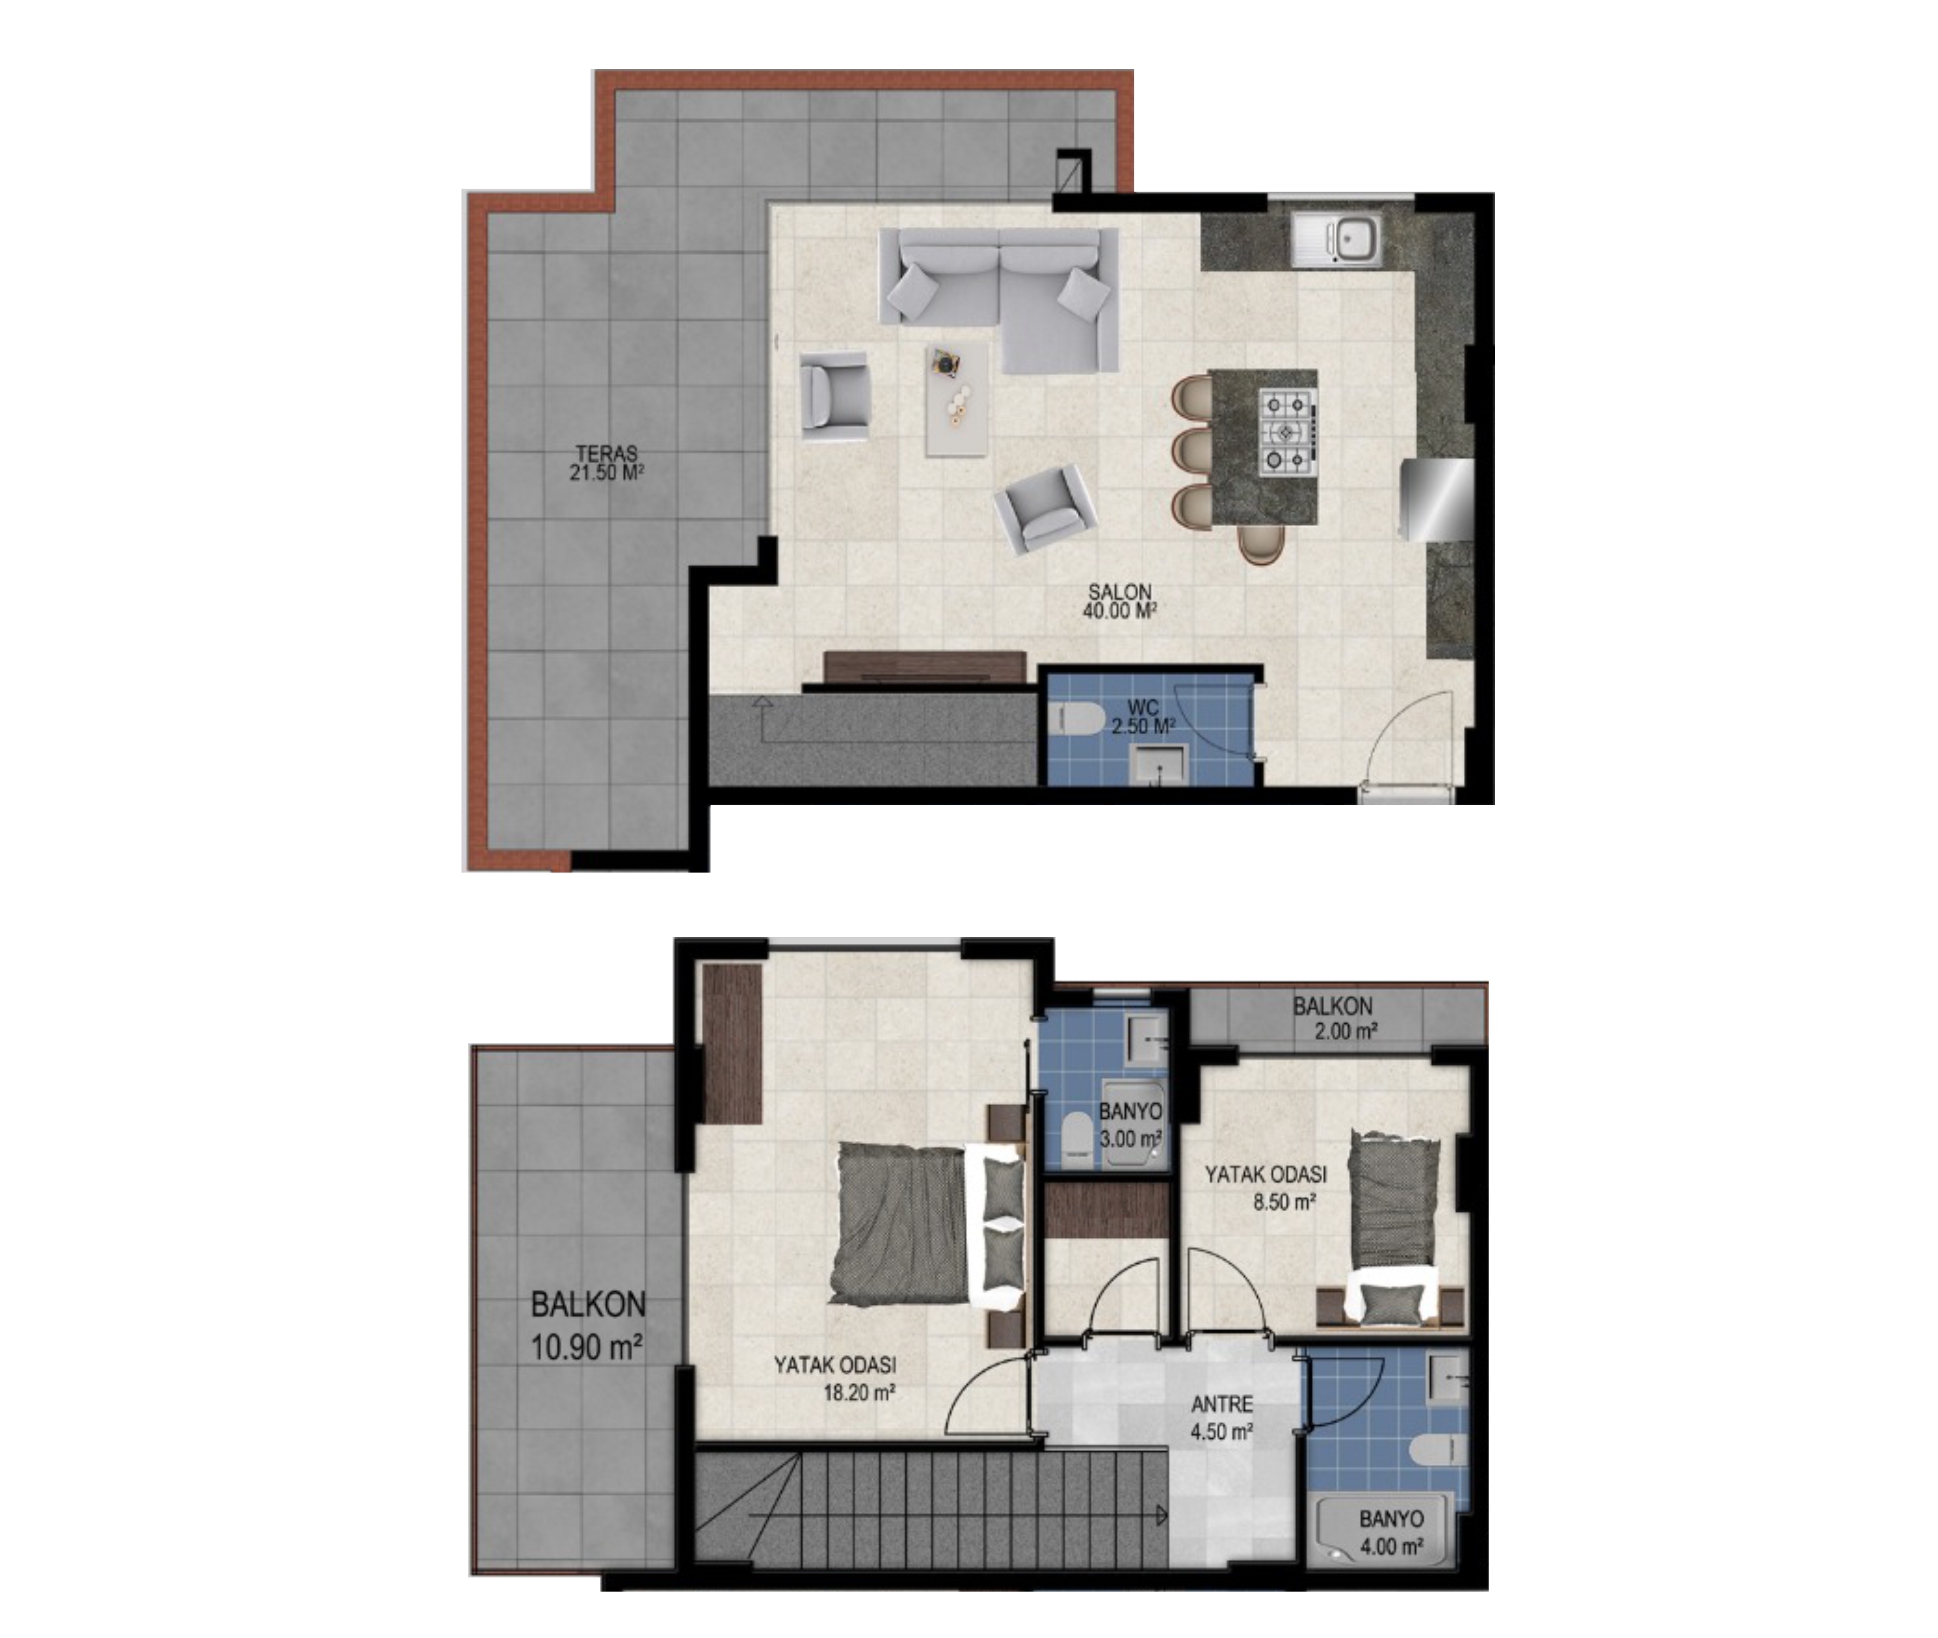 TERAS
21.50 M²
SALON
40.00 M²
WC
2.50 M²
BALKON
2.00 m²
BANYO
3.00 m²
YATAK ODASI
8.50 m²
BALKON
10.90 m²
YATAK ODASI
18.20 m²
ANTRE
4.50 m²
BANYO
4.00 m²